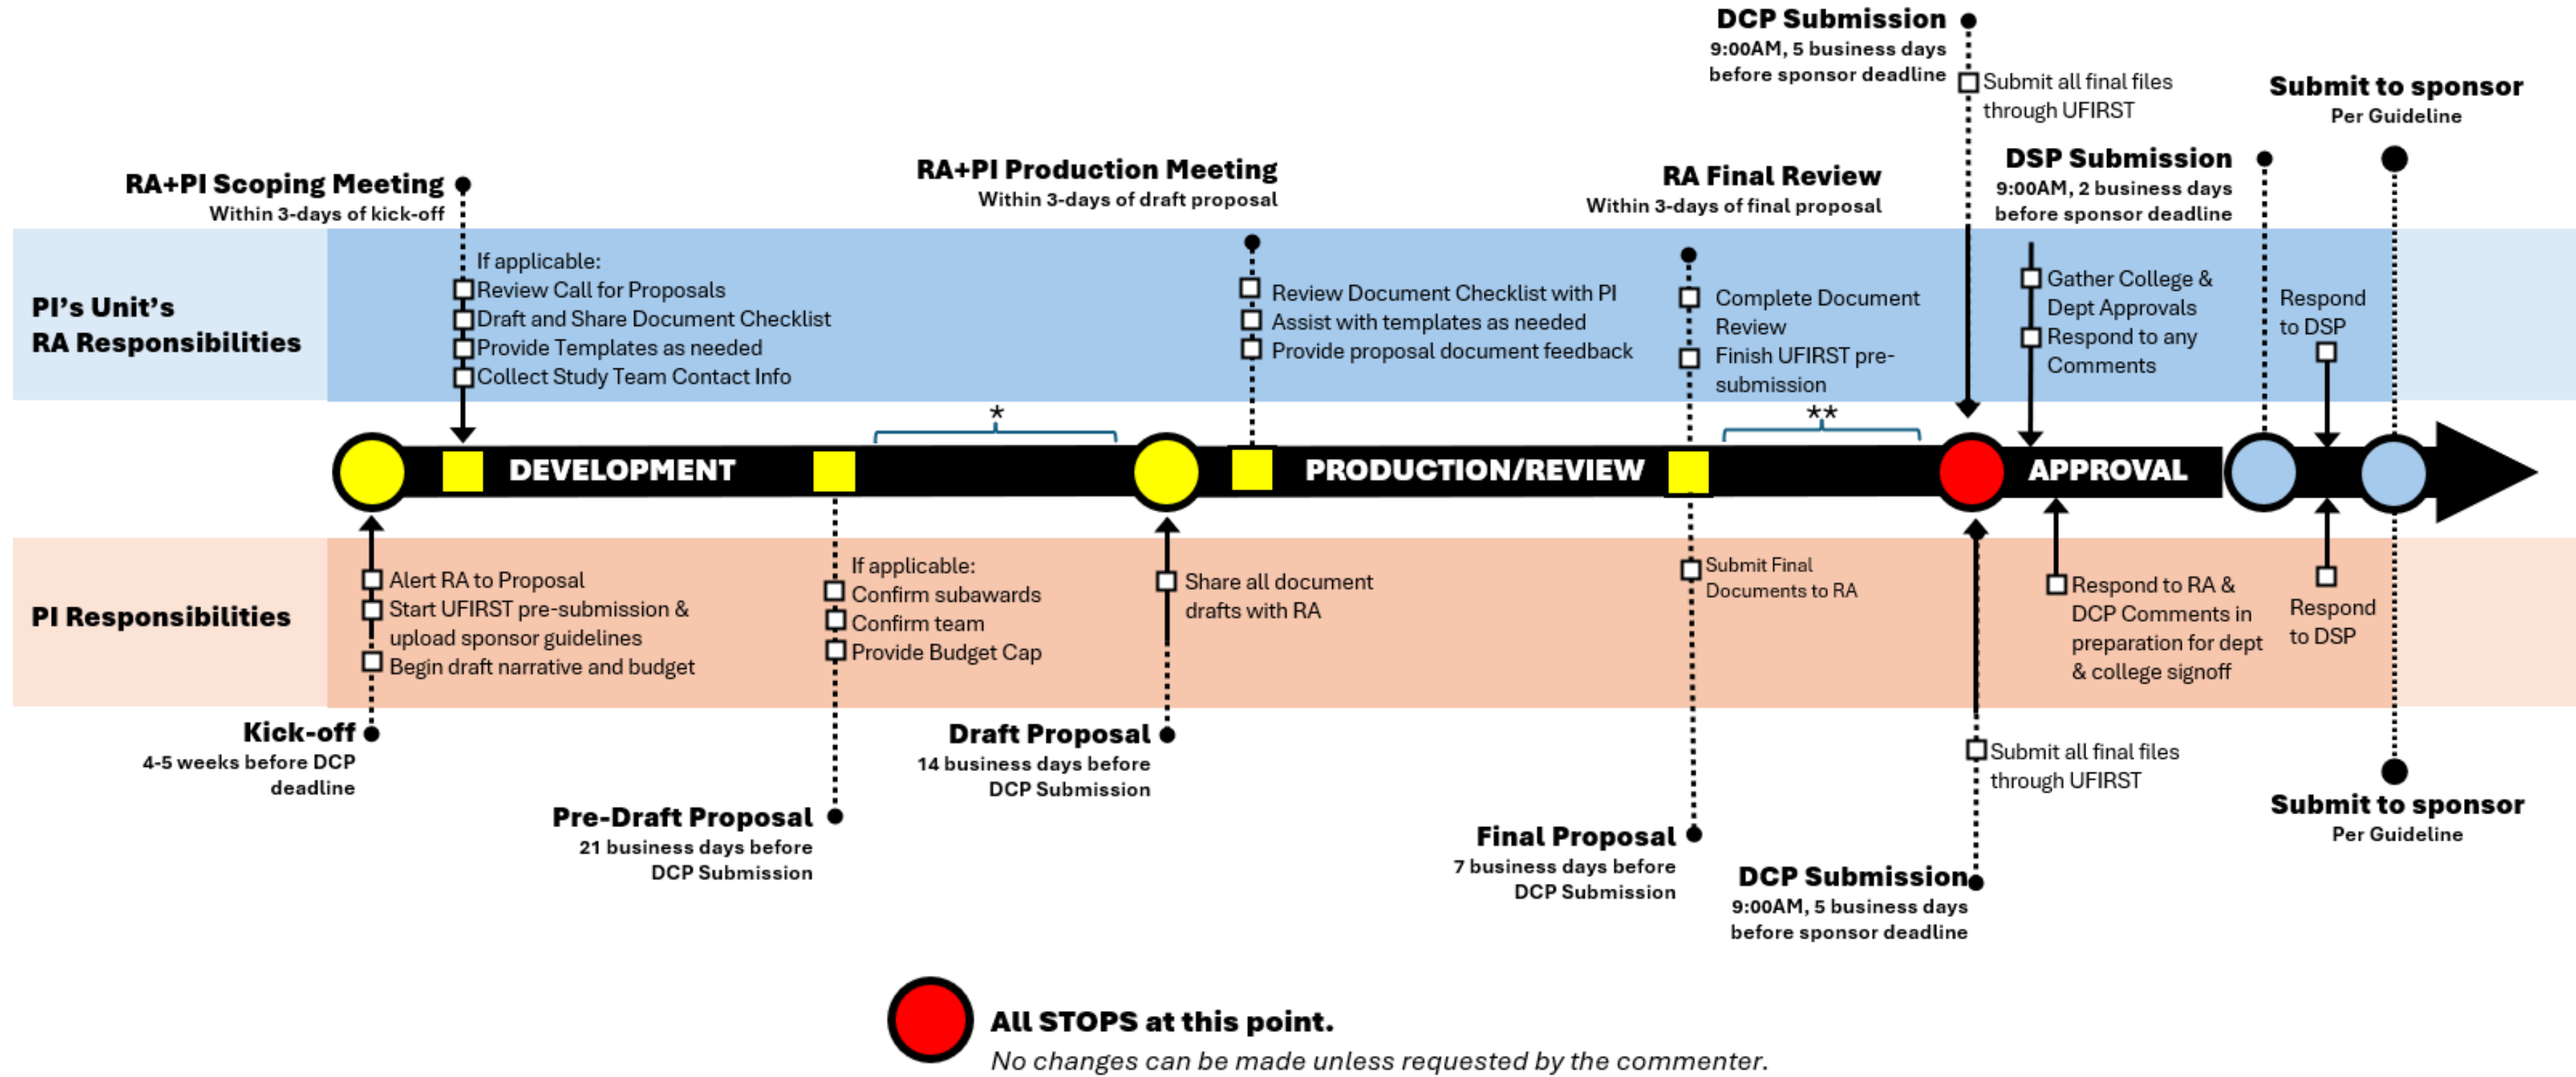 DCP Submission
9:00AM, 5 business days
before sponsor deadline
Submit all final files
through UFIRST
Submit to sponsor
Per Guideline
DSP Submission
9:00AM, 2 business days
before sponsor deadline
RA+PI Scoping Meeting
Within 3-days of kick-off
RA+PI Production Meeting
Within 3-days of draft proposal
RA Final Review
Within 3-days of final proposal
PI's Unit's
RA Responsibilities
If applicable:
Review Call for Proposals
Draft and Share Document Checklist
Provide Templates as needed
Collect Study Team Contact Info
Review Document Checklist with PI
Assist with templates as needed
Provide proposal document feedback
Complete Document
Review
Finish UFIRST pre-
submission
Gather College &
Dept Approvals
Respond to any
Comments
Respond
to DSP
*
**
DEVELOPMENT
PRODUCTION/REVIEW
APPROVAL
PI Responsibilities
Alert RA to Proposal
Start UFIRST pre-submission &
upload sponsor guidelines
Begin draft narrative and budget
If applicable:
Confirm subawards
Confirm team
Provide Budget Cap
Share all document
drafts with RA
Submit Final
Documents to RA
Respond to RA &
DCP Comments in
preparation for dept
& college signoff
Respond
to DSP
Kick-off
4-5 weeks before DCP
deadline
Pre-Draft Proposal
21 business days before
DCP Submission
Draft Proposal
14 business days before
DCP Submission
Final Proposal
7 business days before
DCP Submission
Submit all final files
through UFIRST
DCP Submission
9:00AM, 5 business days
before sponsor deadline
Submit to sponsor
Per Guideline
All STOPS at this point.
No changes can be made unless requested by the commenter.